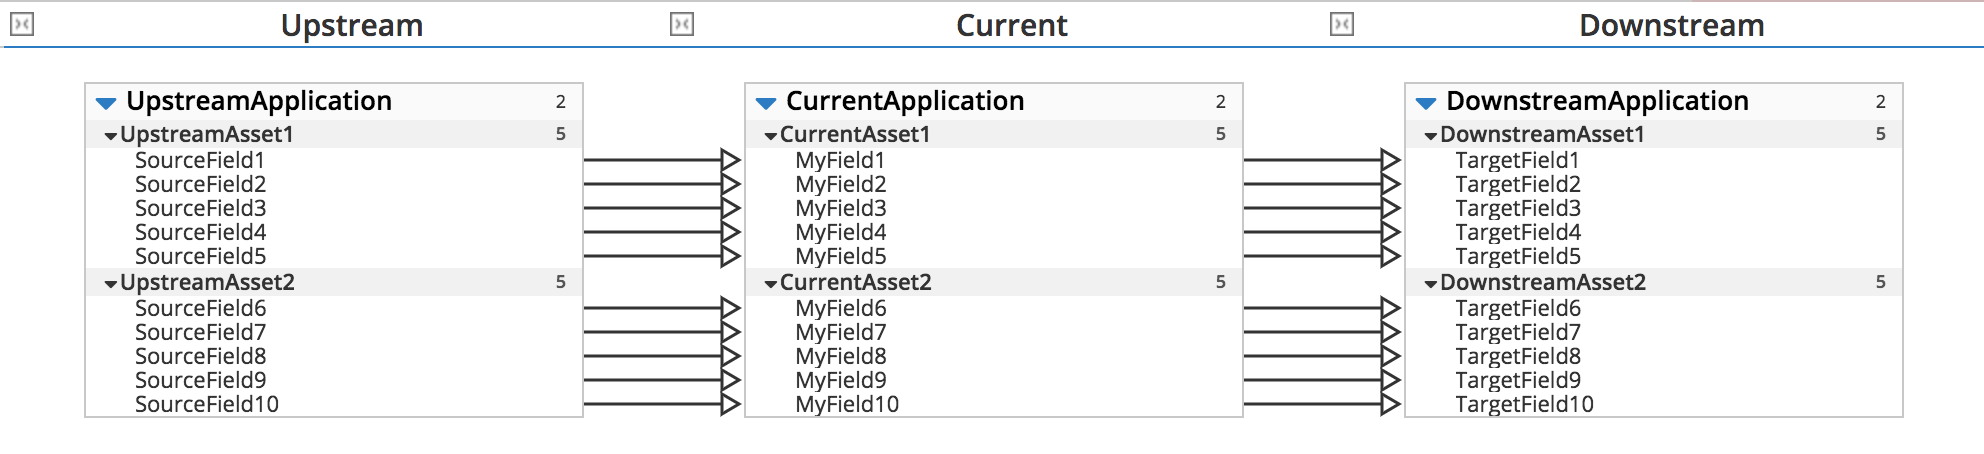 Upstream
Current
Downstream
UpstreamApplication 2
UpstreamAsset1 5
SourceField1
SourceField2
SourceField3
SourceField4
SourceField5
UpstreamAsset2 5
SourceField6
SourceField7
SourceField8
SourceField9
SourceField10
CurrentApplication 2
CurrentAsset1 5
MyField1
MyField2
MyField3
MyField4
MyField5
CurrentAsset2 5
MyField6
MyField7
MyField8
MyField9
MyField10
DownstreamApplication 2
DownstreamAsset1 5
TargetField1
TargetField2
TargetField3
TargetField4
TargetField5
DownstreamAsset2 5
TargetField6
TargetField7
TargetField8
TargetField9
TargetField10